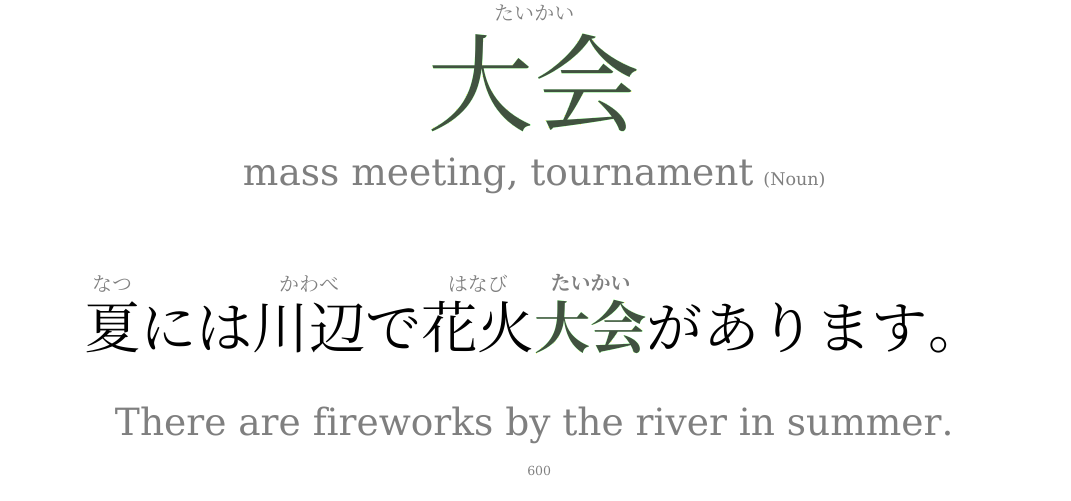 たいかい
大会
mass meeting, tournament (Noun)
なつ かわべ はなび たいかい
夏には川辺で花火大会があります。
There are fireworks by the river in summer.
600